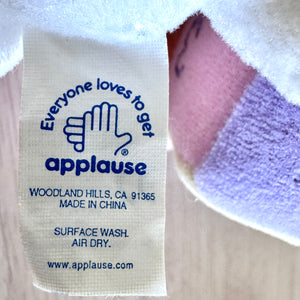 Everyone loves to get
®
applause
WOODLAND HILLS, CA 91365
MADE IN CHINA
SURFACE WASH.
AIR DRY.
www.applause.com